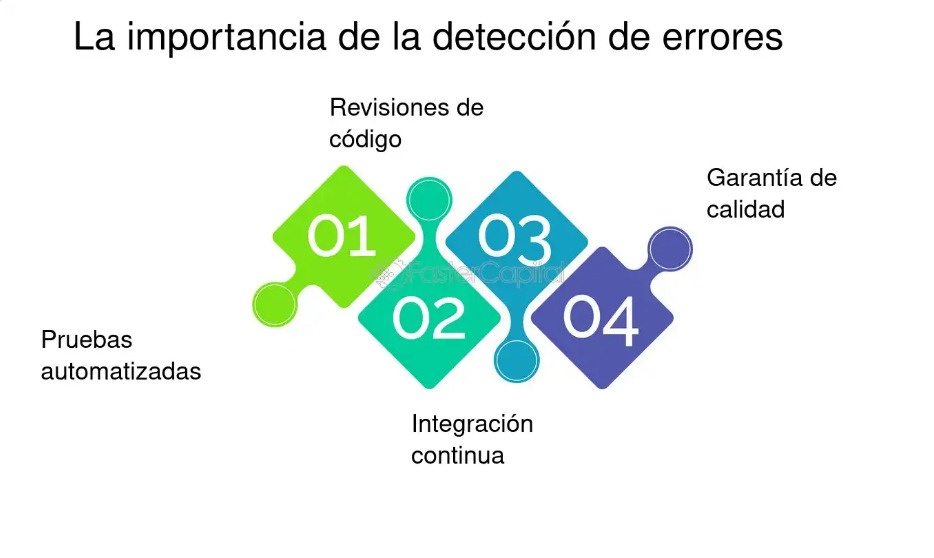 La importancia de la detección de errores
Revisiones de
código
Garantía de
calidad
01
03
FasterCapital
02
04
Pruebas
automatizadas
Integración
continua